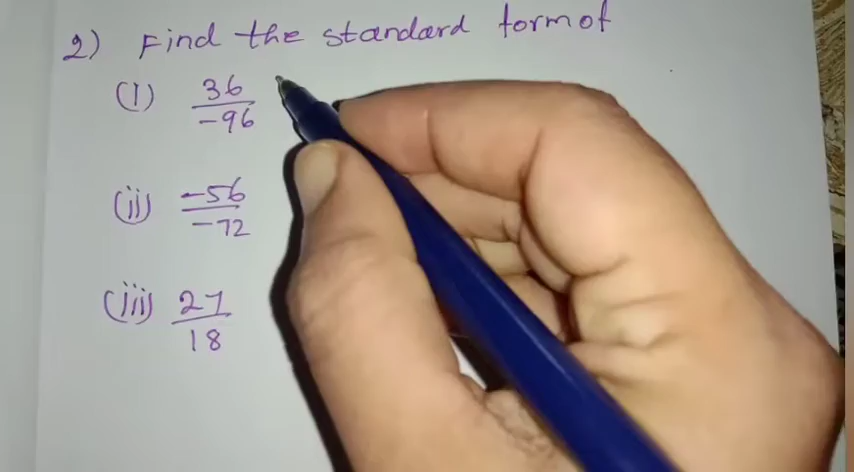 2) Find the standard form of
(i) 36/-96
(ii) -56/-72
(iii) 27/18